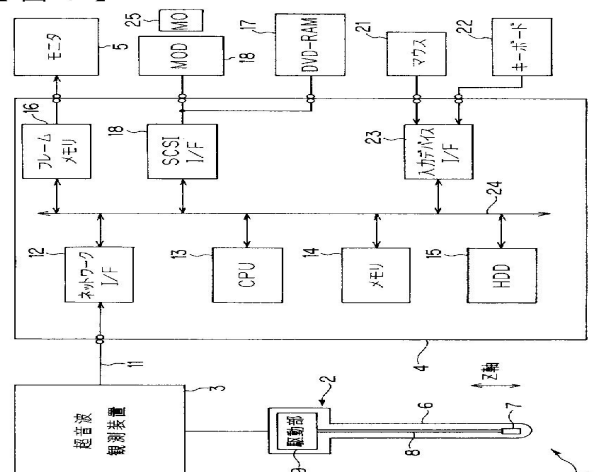 モニタ
5
25
MO
MOD
18
17
DVD-RAM
21
マウス
22
キーボード
16
フレーム
メモリ
18
SCSI
I/F
23
入力デバイス
I/F
24
12
ネットワーク
I/F
13
CPU
14
メモリ
15
HDD
11
4
3
超音波
観測装置
2
駆動部
9
6
8
7
Z軸